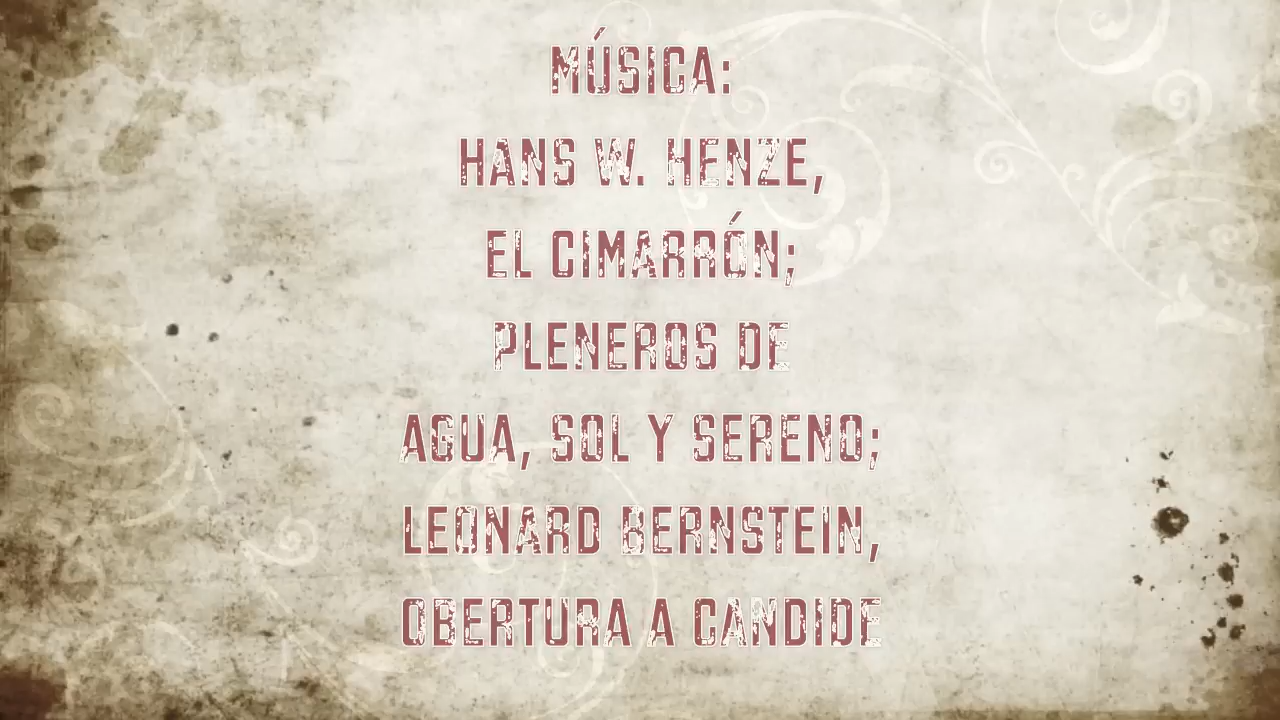 MÚSICA:
HANS W. HENZE,
EL CIMARRÓN;
PLENEROS DE
AGUA, SOL Y SERENO;
LEONARD BERNSTEIN,
OBERTURA A CANDIDE